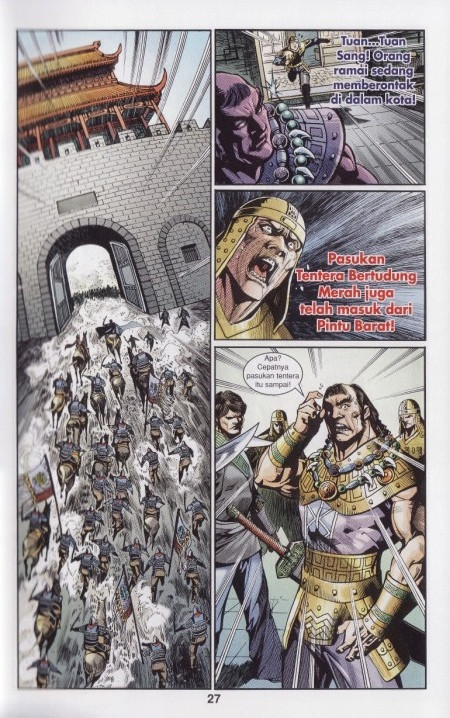 Tuan...Tuan
Sang! Orang
ramai sedang
memberontak
di dalam kota!
Pasukan
Tentera Bertudung
Merah juga
telah masuk dari
Pintu Barat!
Apa?
Cepatnya
pasukan tentera
itu sampai!
27